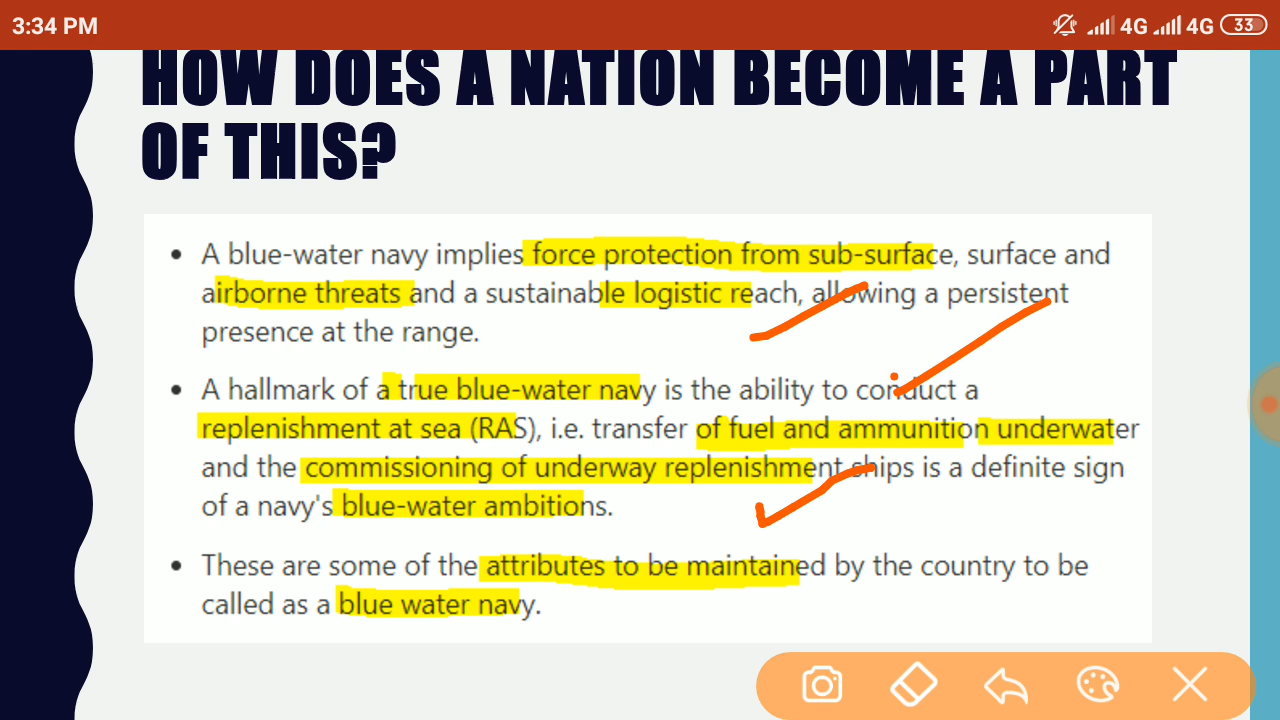 3:34 PM 4G 4G 33
HOW DOES A NATION BECOME A PART
OF THIS?
• A blue-water navy implies force protection from sub-surface, surface and
airborne threats and a sustainable logistic reach, allowing a persistent
presence at the range.
• A hallmark of a true blue-water navy is the ability to conduct a
replenishment at sea (RAS), i.e. transfer of fuel and ammunition underwater
and the commissioning of underway replenishment ships is a definite sign
of a navy's blue-water ambitions.
• These are some of the attributes to be maintained by the country to be
called as a blue water navy.